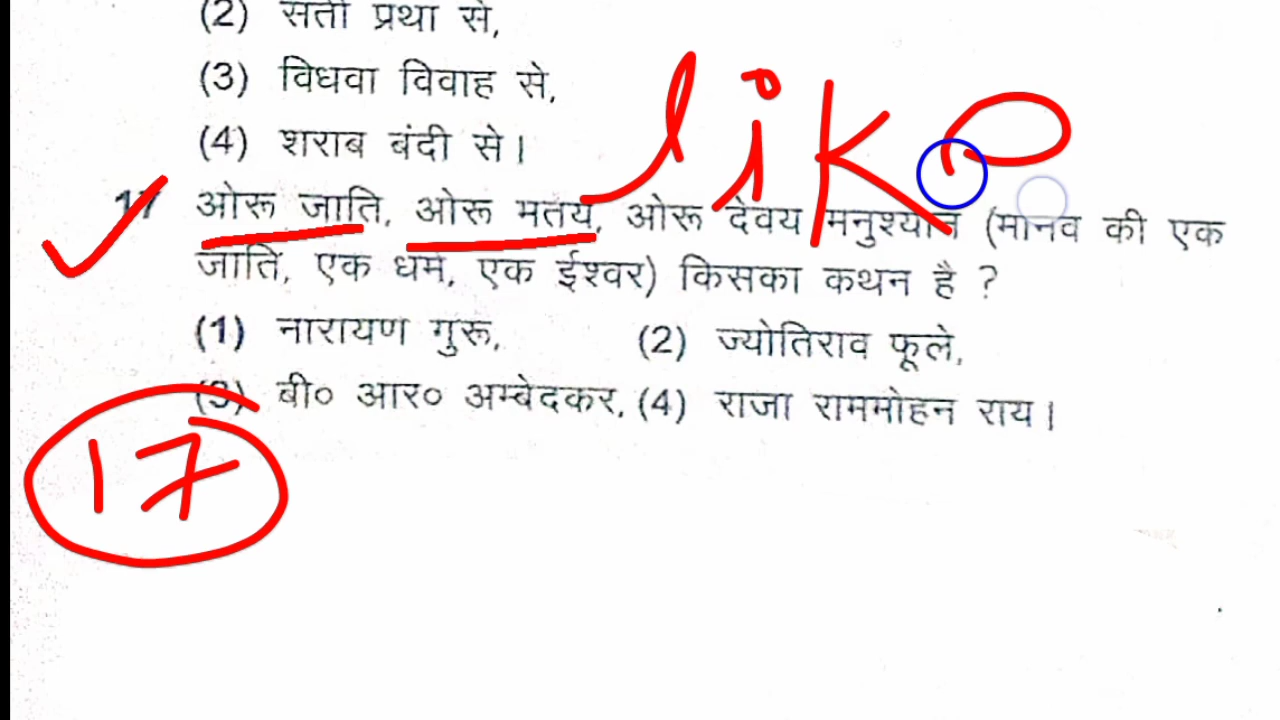 (2) सती प्रथा से,
(3) विधवा विवाह से,
(4) शराब बंदी से।
like
17 ओरू जाति, ओरू मतय, ओरू देवय मनुश्यान (मानव की एक
जाति, एक धर्म, एक ईश्वर) किसका कथन है ?
(1) नारायण गुरू, (2) ज्योतिराव फूले,
(3) बी० आर० अम्बेदकर, (4) राजा राममोहन राय।
17